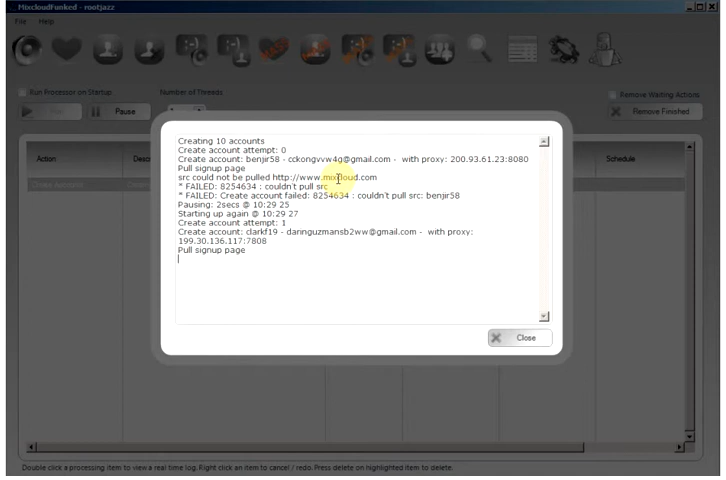 MixcloudFunked - rootjazz
File Help
Run Processor on Startup
Number of Threads
Remove Waiting Actions
Pause
Remove Finished
Action
Schedule
Creating 10 accounts
Create account attempt: 0
Create account: benjir58 - cckongvvw4g@gmail.com - with proxy: 200.93.61.23:8080
Pull signup page
src could not be pulled http://www.mixcloud.com
* FAILED: 8254634 : couldn't pull src
* FAILED: Create account failed: 8254634 : couldn't pull src: benjir58
Pausing: 2secs @ 10:29 25
Starting up again @ 10:29 27
Create account attempt: 1
Create account: clarkf19 - daringuzmansb2ww@gmail.com - with proxy:
199.30.136.117:7808
Pull signup page
Close
Double click a processing item to view a real time log. Right click an item to cancel / redo. Press delete on highlighted item to delete.